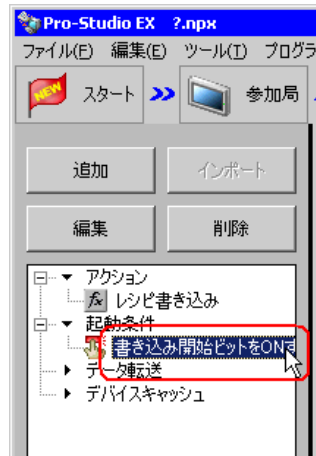 Pro-Studio EX ?.npx
ファイル(F) 編集(E) ツール(T) プログラ
NEW スタート » 参加局
追加 インポート
編集 削除
▼ アクション
fx レシピ書き込み
▼ 起動条件
書き込み開始ビットをONす
▶ データ転送
▶ デバイスキャッシュ